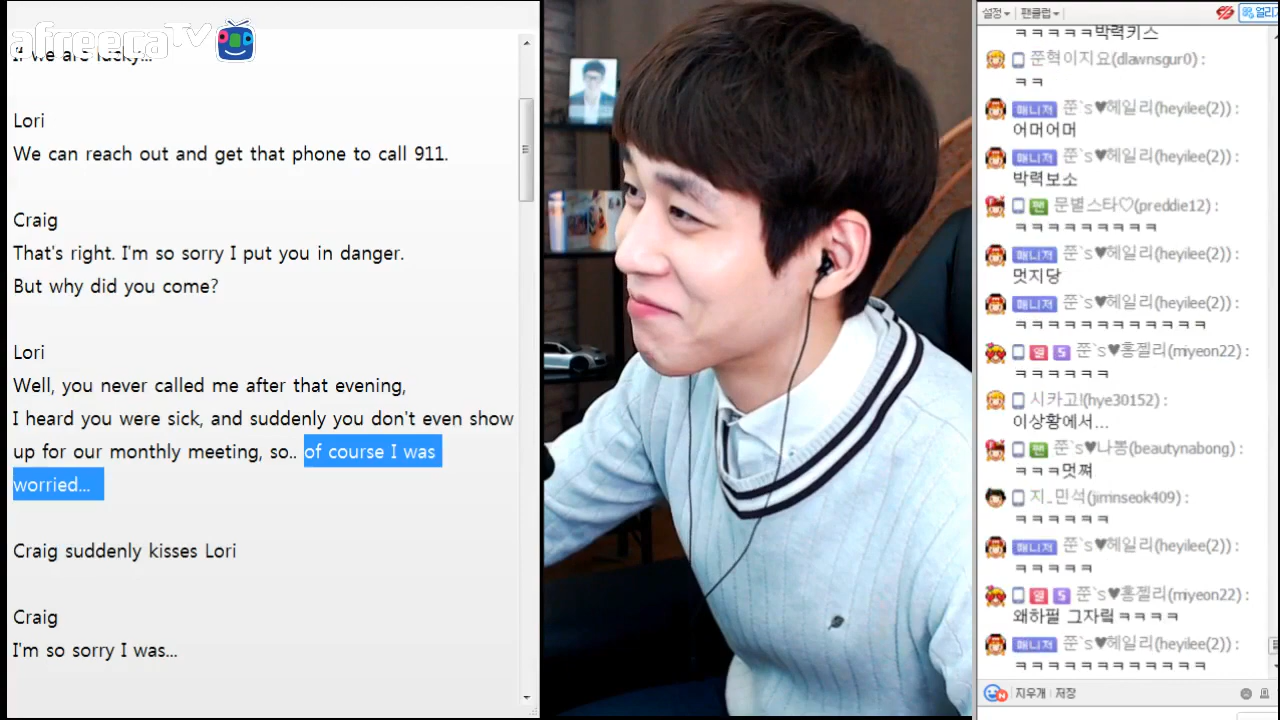 afreecaTV
If we are lucky...
Lori
We can reach out and get that phone to call 911.
Craig
That's right. I'm so sorry I put you in danger.
But why did you come?
Lori
Well, you never called me after that evening,
I heard you were sick, and suddenly you don't even show
up for our monthly meeting, so.. of course I was
worried...
Craig suddenly kisses Lori
Craig
I'm so sorry I was...
설정 팬클럽
ㅋㅋㅋㅋㅋ박력키스
쭌혁이지요(dlawnsgur0) :
ㅋㅋ
매니저 쭌`s♥헤일리(heyilee(2)) :
어머어머
매니저 쭌`s♥헤일리(heyilee(2)) :
박력보소
팬 문별스타♡(preddie12) :
ㅋㅋㅋㅋㅋㅋㅋㅋㅋ
매니저 쭌`s♥헤일리(heyilee(2)) :
멋지당
매니저 쭌`s♥헤일리(heyilee(2)) :
ㅋㅋㅋㅋㅋㅋㅋㅋㅋㅋㅋㅋ
열 S 쭌`s♥홍젤리(miyeon22) :
ㅋㅋㅋㅋㅋㅋ
시카고!(hye30152) :
이상황에서...
팬 쭌`s♥나뽕(beautynabong) :
ㅋㅋㅋ멋쪄
지_민석(jimnseok409) :
ㅋㅋㅋㅋㅋㅋ
매니저 쭌`s♥헤일리(heyilee(2)) :
ㅋㅋㅋㅋㅋ
열 S 쭌`s♥홍젤리(miyeon22) :
왜하필 그자맄ㅋㅋㅋㅋ
매니저 쭌`s♥헤일리(heyilee(2)) :
ㅋㅋㅋㅋㅋㅋㅋㅋㅋㅋㅋㅋ
지우개 저장